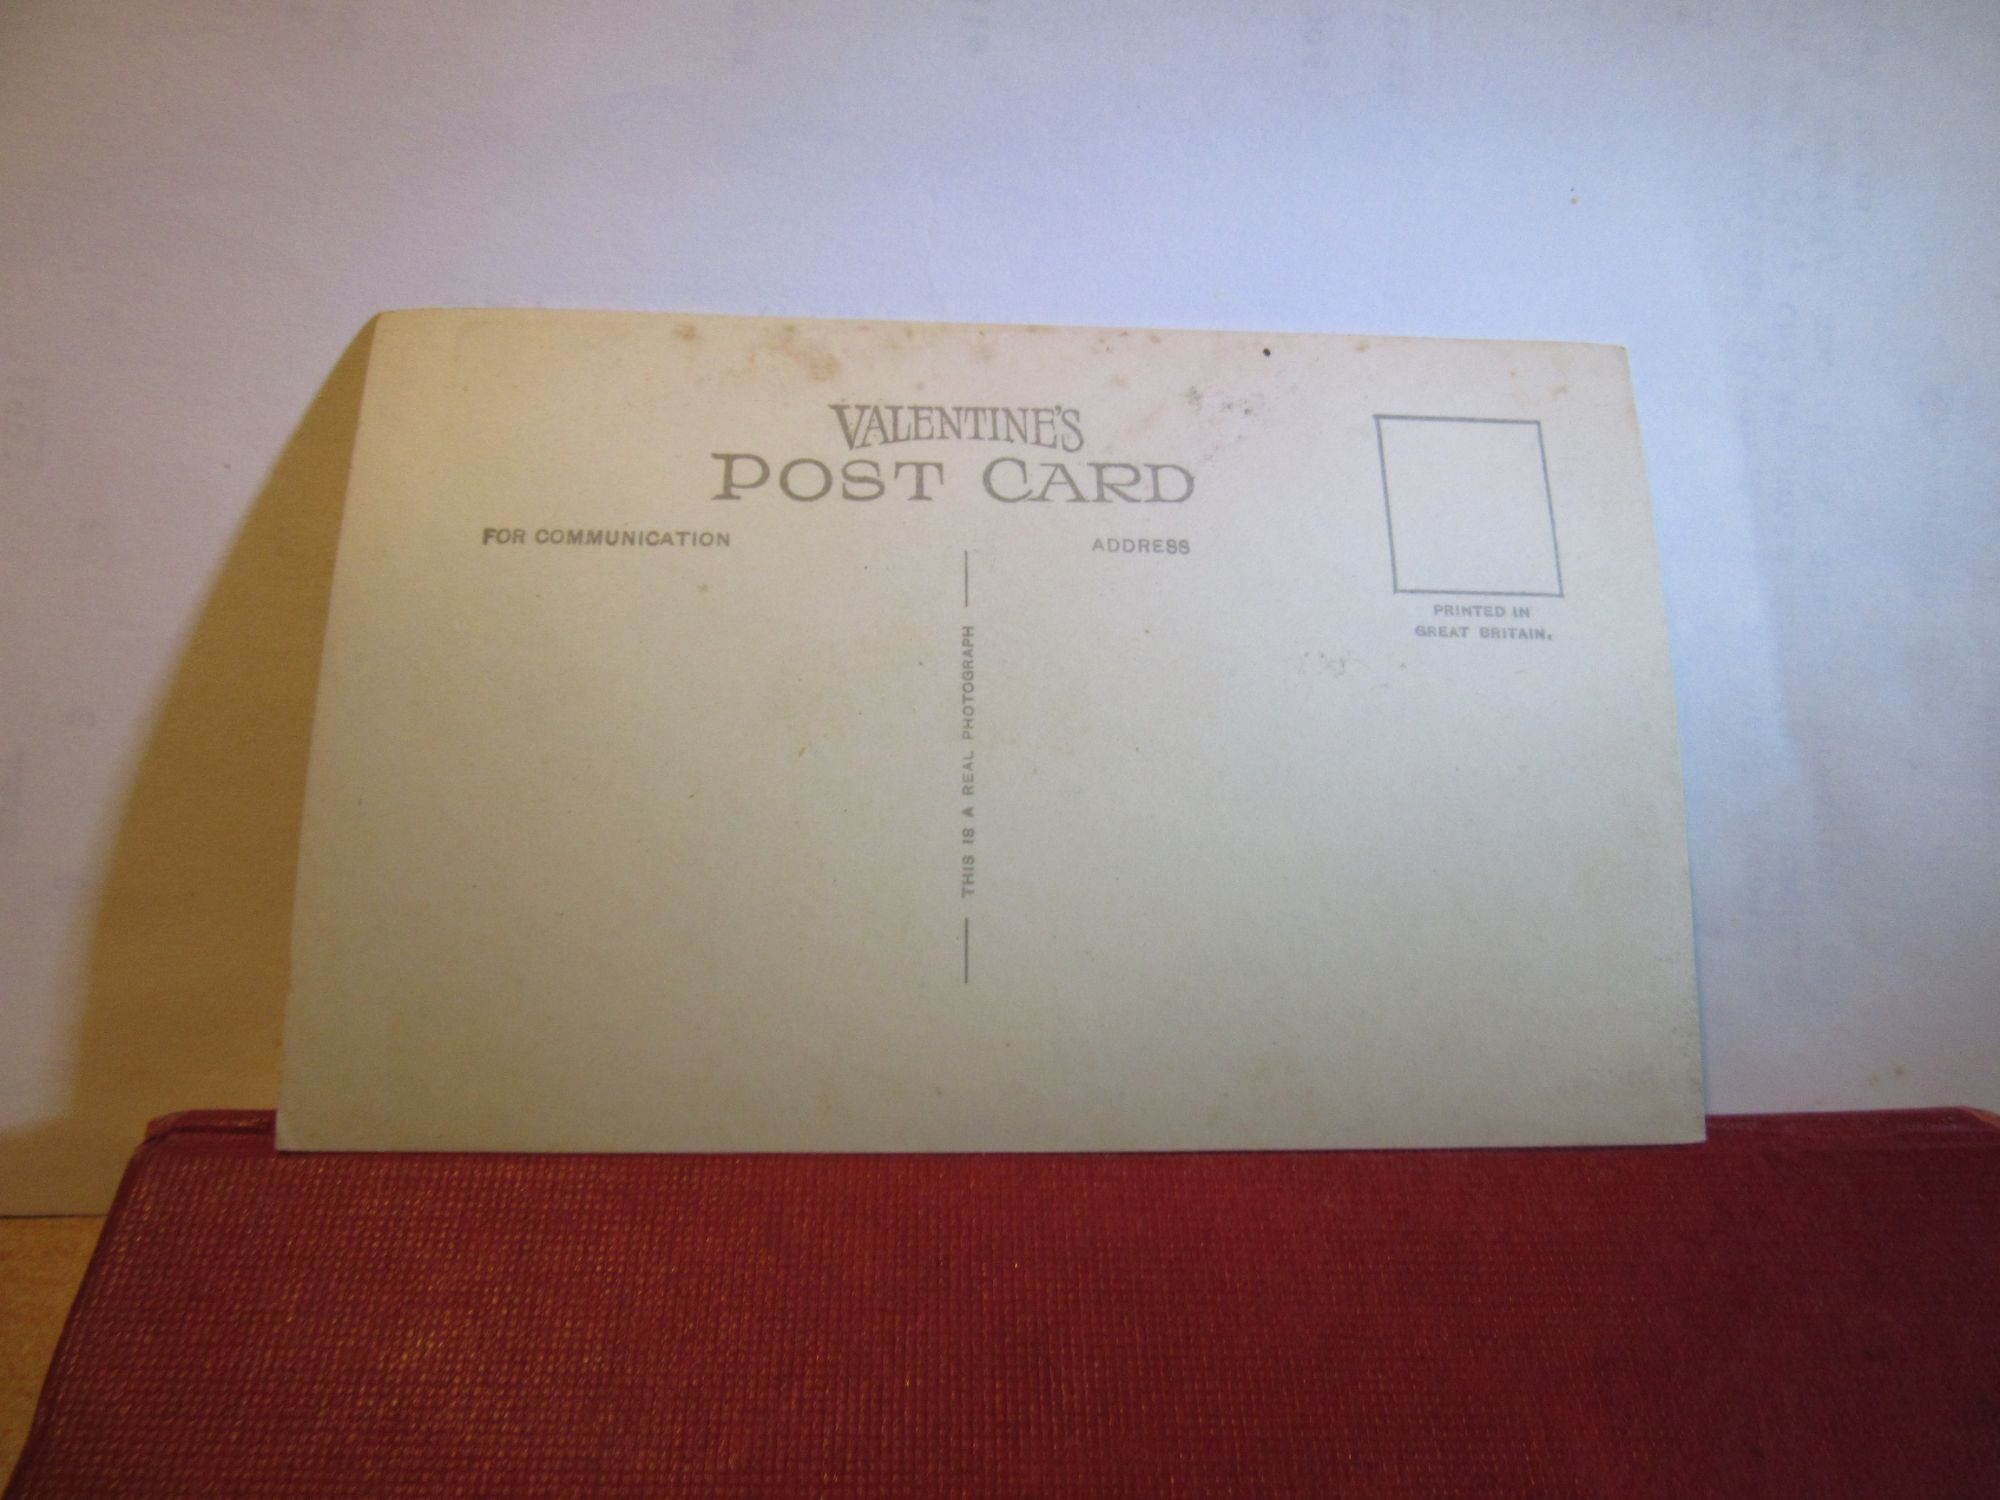 VALENTINE'S
POST CARD
FOR COMMUNICATION
ADDRESS
THIS IS A REAL PHOTOGRAPH
PRINTED IN
GREAT BRITAIN.